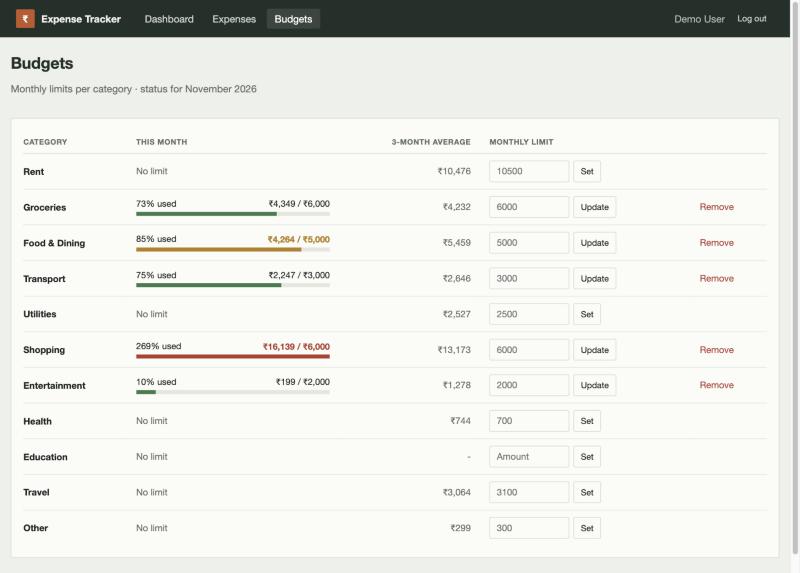 ₹ Expense Tracker Dashboard Expenses Budgets Demo User Log out
Budgets
Monthly limits per category · status for November 2026
CATEGORY THIS MONTH 3-MONTH AVERAGE MONTHLY LIMIT
Rent No limit ₹10,476 10500 Set
Groceries 73% used ₹4,349 / ₹6,000 ₹4,232 6000 Update Remove
Food & Dining 85% used ₹4,264 / ₹5,000 ₹5,459 5000 Update Remove
Transport 75% used ₹2,247 / ₹3,000 ₹2,646 3000 Update Remove
Utilities No limit ₹2,527 2500 Set
Shopping 269% used ₹16,139 / ₹6,000 ₹13,173 6000 Update Remove
Entertainment 10% used ₹199 / ₹2,000 ₹1,278 2000 Update Remove
Health No limit ₹744 700 Set
Education No limit - Amount Set
Travel No limit ₹3,064 3100 Set
Other No limit ₹299 300 Set